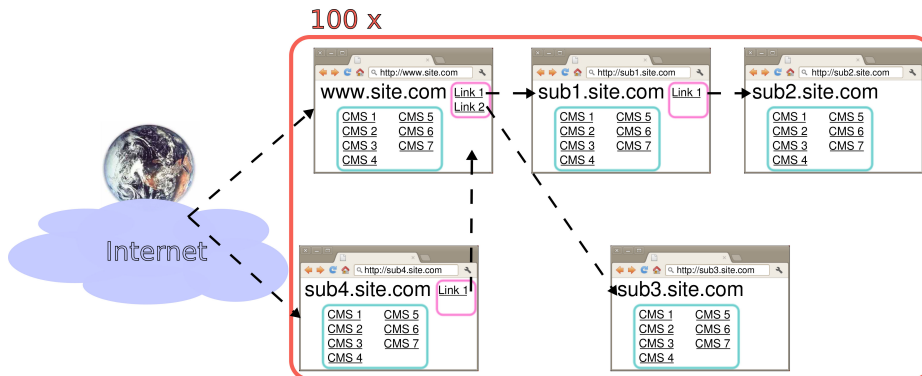 100 x
http://www.site.com
www.site.com
Link 1
Link 2
CMS 1 CMS 5
CMS 2 CMS 6
CMS 3 CMS 7
CMS 4
http://sub1.site.com
sub1.site.com
Link 1
CMS 1 CMS 5
CMS 2 CMS 6
CMS 3 CMS 7
CMS 4
http://sub2.site.com
sub2.site.com
CMS 1 CMS 5
CMS 2 CMS 6
CMS 3 CMS 7
CMS 4
Internet
http://sub4.site.com
sub4.site.com
Link 1
CMS 1 CMS 5
CMS 2 CMS 6
CMS 3 CMS 7
CMS 4
http://sub3.site.com
sub3.site.com
CMS 1 CMS 5
CMS 2 CMS 6
CMS 3 CMS 7
CMS 4